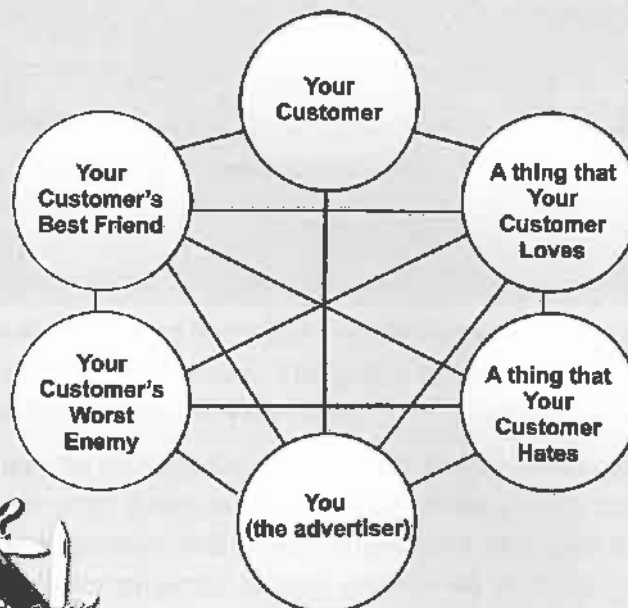 Your
Customer
Your
Customer's
Best Friend
A thing that
Your
Customer
Loves
Your
Customer's
Worst
Enemy
A thing that
Your
Customer
Hates
You
(the advertiser)